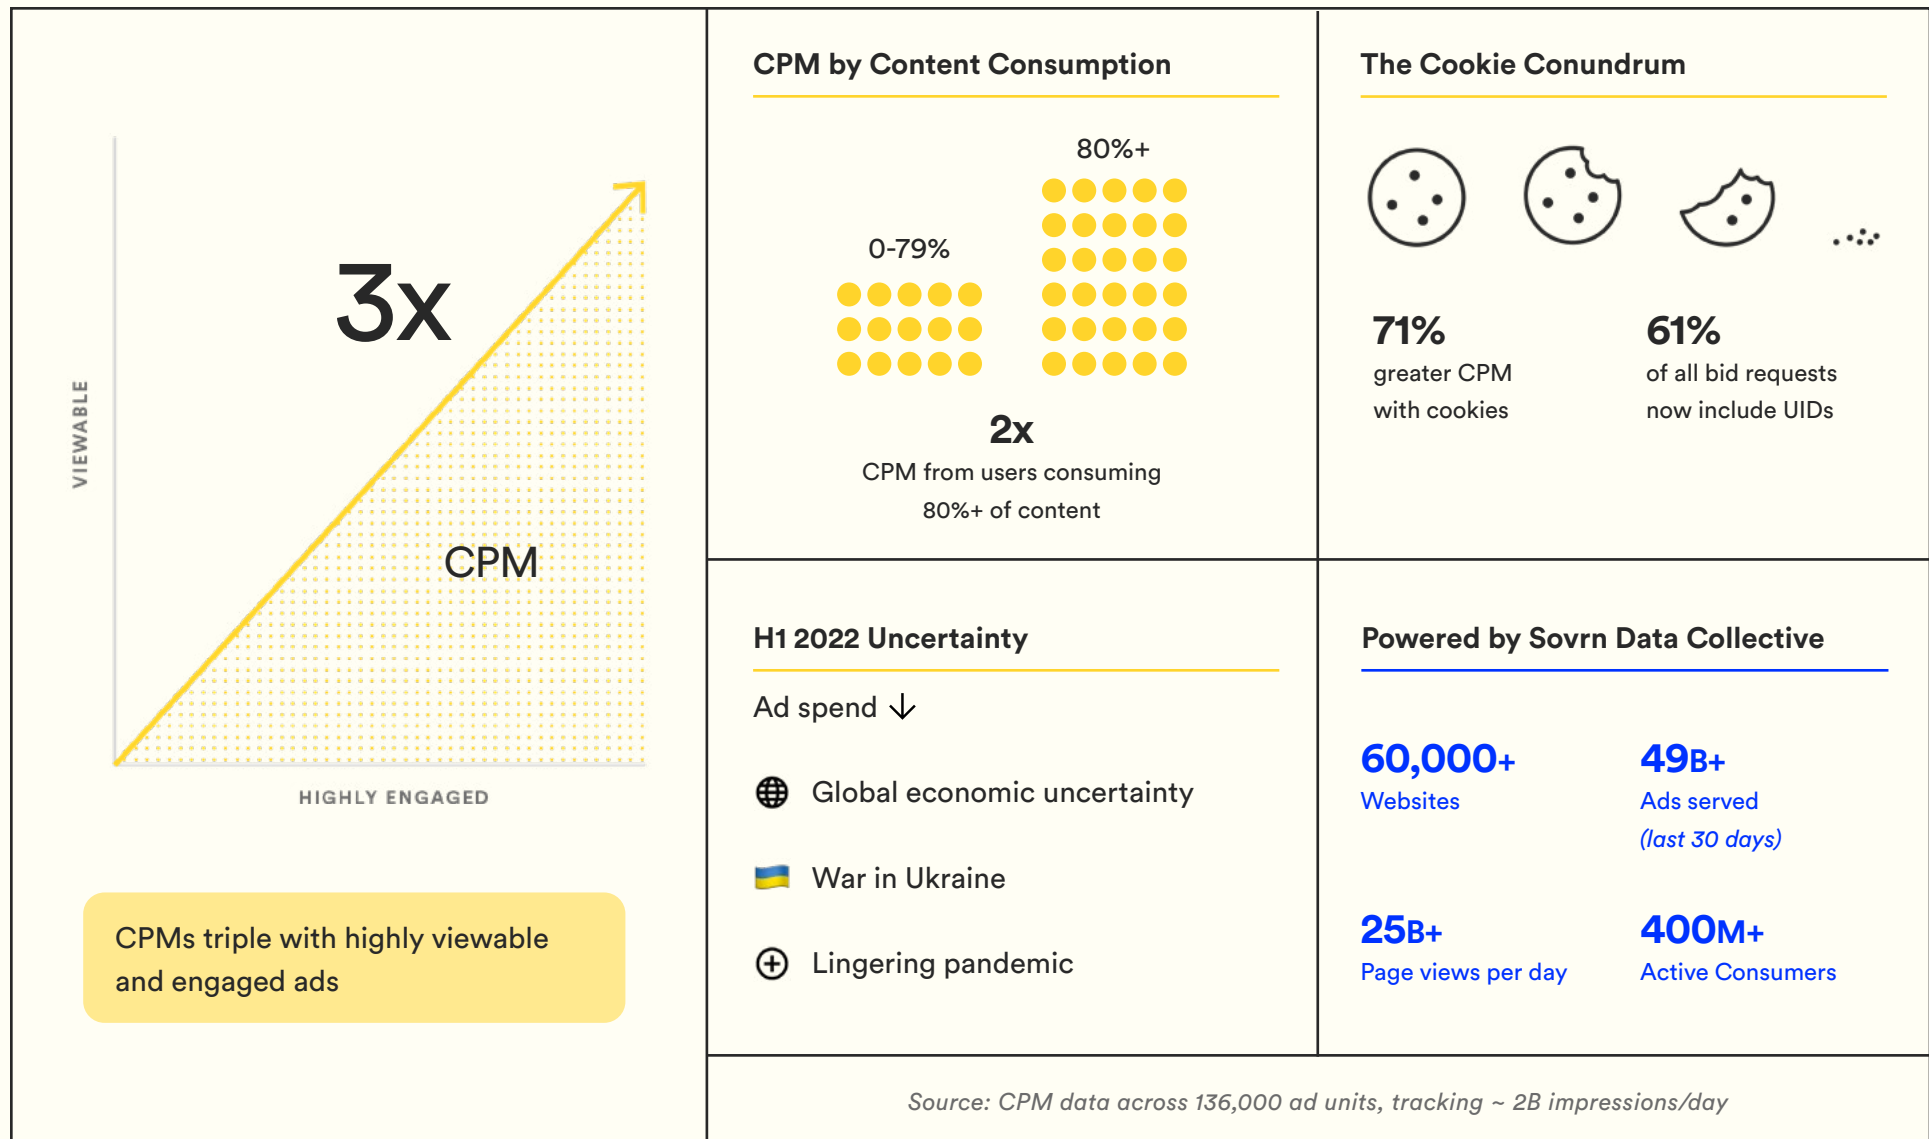 3x
VIEWABLE
CPM
HIGHLY ENGAGED
CPMs triple with highly viewable
and engaged ads
CPM by Content Consumption
0-79%
80%+
2x
CPM from users consuming
80%+ of content
The Cookie Conundrum
71%
greater CPM
with cookies
61%
of all bid requests
now include UIDs
H1 2022 Uncertainty
Ad spend ↓
Global economic uncertainty
War in Ukraine
Lingering pandemic
Powered by Sovrn Data Collective
60,000+
Websites
49B+
Ads served
(last 30 days)
25B+
Page views per day
400M+
Active Consumers
Source: CPM data across 136,000 ad units, tracking ~ 2B impressions/day